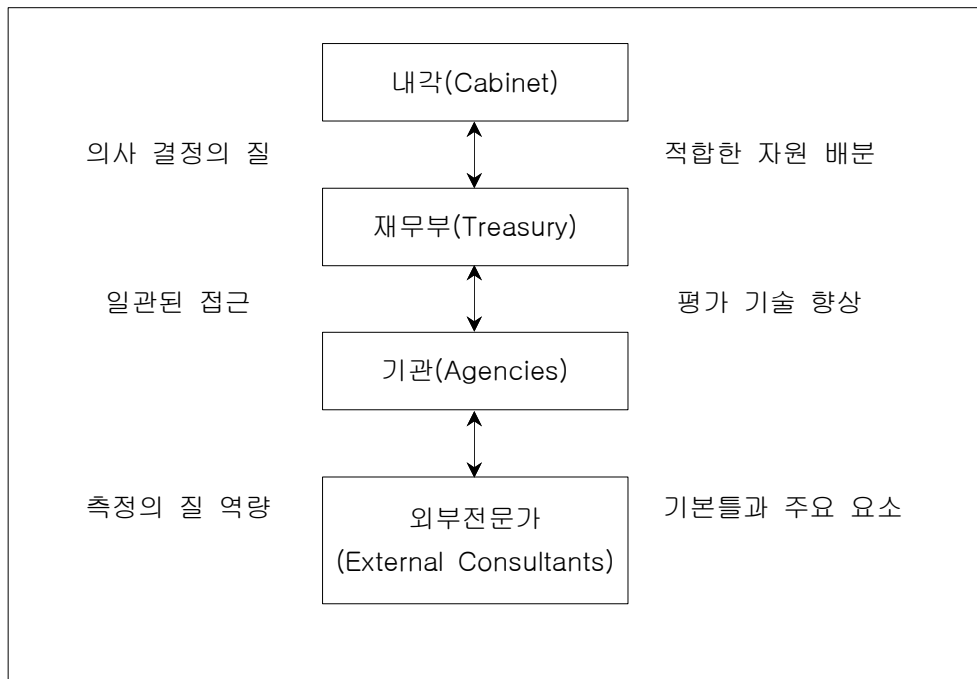 내각(Cabinet)
의사 결정의 질
적합한 자원 배분
재무부(Treasury)
일관된 접근
평가 기술 향상
기관(Agencies)
측정의 질 역량
기본틀과 주요 요소
외부전문가
(External Consultants)